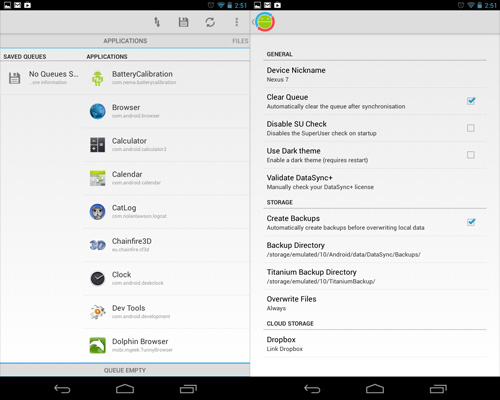 2:51
APPLICATIONS
FILES
SAVED QUEUES
No Queues S...
...ore information
APPLICATIONS
BatteryCalibration
com.nema.batterycalibration
Browser
com.android.browser
Calculator
com.android.calculator2
Calendar
com.android.calendar
CatLog
com.nolanlawson.logcat
Chainfire3D
eu.chainfire.cf3d
Clock
com.android.deskclock
Dev Tools
com.android.development
Dolphin Browser
mobi.mgeek.TunnyBrowser
QUEUE EMPTY
2:51
GENERAL
Device Nickname
Nexus 7
Clear Queue
Automatically clear the queue after synchronisation
Disable SU Check
Disables the SuperUser check on startup
Use Dark theme
Enable a dark theme (requires restart)
Validate DataSync+
Manually check your DataSync+ license
STORAGE
Create Backups
Automatically create backups before overwriting local data
Backup Directory
/storage/emulated/10/Android/data/DataSync/Backups/
Titanium Backup Directory
/storage/emulated/10/TitaniumBackup/
Overwrite Files
Always
CLOUD STORAGE
Dropbox
Link Dropbox